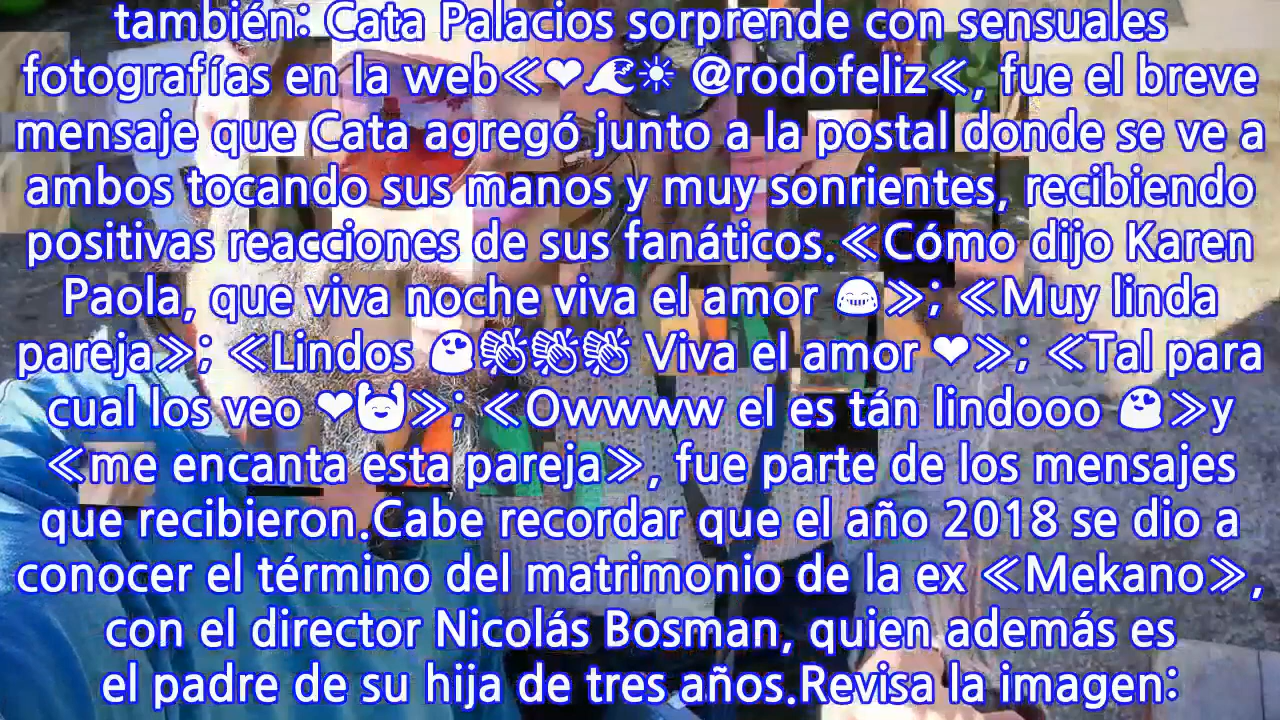 también: Cata Palacios sorprende con sensuales
fotografías en la web≪❤🌊☀ @rodofeliz≪, fue el breve
mensaje que Cata agregó junto a la postal donde se ve a
ambos tocando sus manos y muy sonrientes, recibiendo
positivas reacciones de sus fanáticos.≪Cómo dijo Karen
Paola, que viva noche viva el amor 😂≫; ≪Muy linda
pareja≫; ≪Lindos 😍👏👏👏 Viva el amor ❤≫; ≪Tal para
cual los veo ❤🙌≫; ≪Owwww el es tán lindooo 😍≫y
≪me encanta esta pareja≫, fue parte de los mensajes
que recibieron.Cabe recordar que el año 2018 se dio a
conocer el término del matrimonio de la ex ≪Mekano≫,
con el director Nicolás Bosman, quien además es
el padre de su hija de tres años.Revisa la imagen: